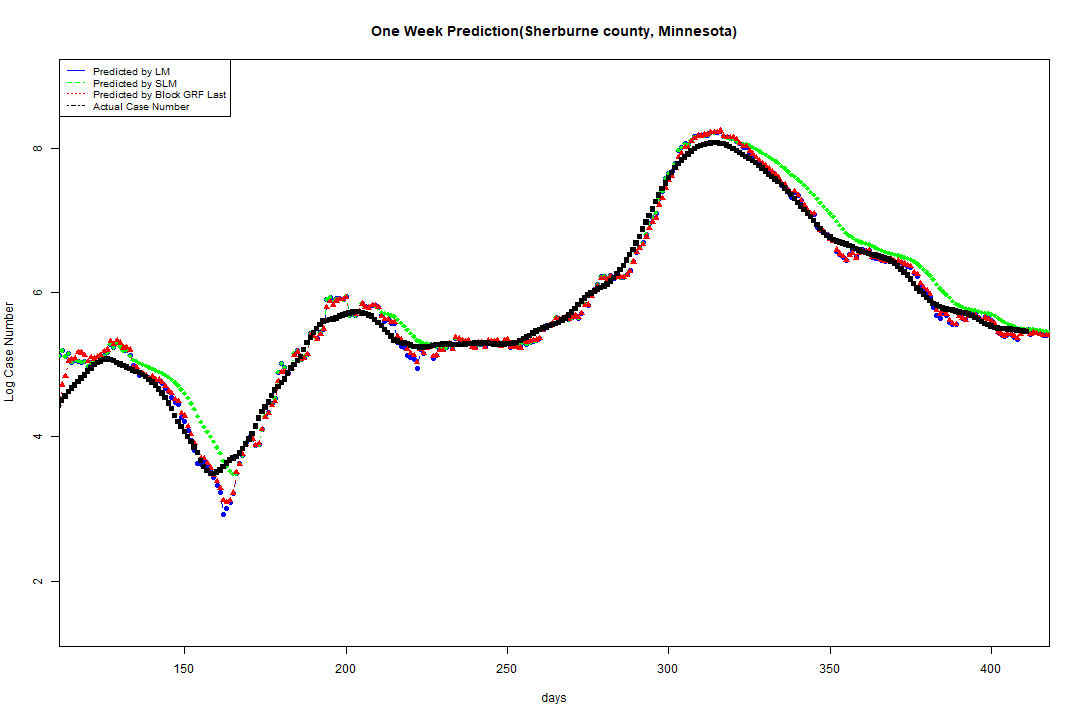 One Week Prediction(Sherburne county, Minnesota)
Predicted by LM
Predicted by SLM
Predicted by Block GRF Last
Actual Case Number
8
6
4
2
Log Case Number
150 200 250 300 350 400
days